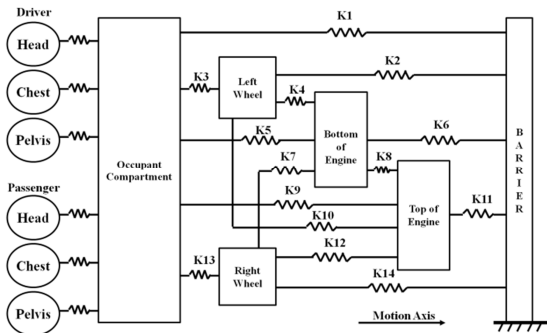 Driver
Head
Chest
Pelvis
Passenger
Head
Chest
Pelvis
Occupant
Compartment
K1
K2
K3
Left
Wheel
K4
K5
Bottom
of
Engine
K6
K7
K8
K9
K10
Top of
Engine
K11
K12
K13
Right
Wheel
K14
BARRIER
Motion Axis